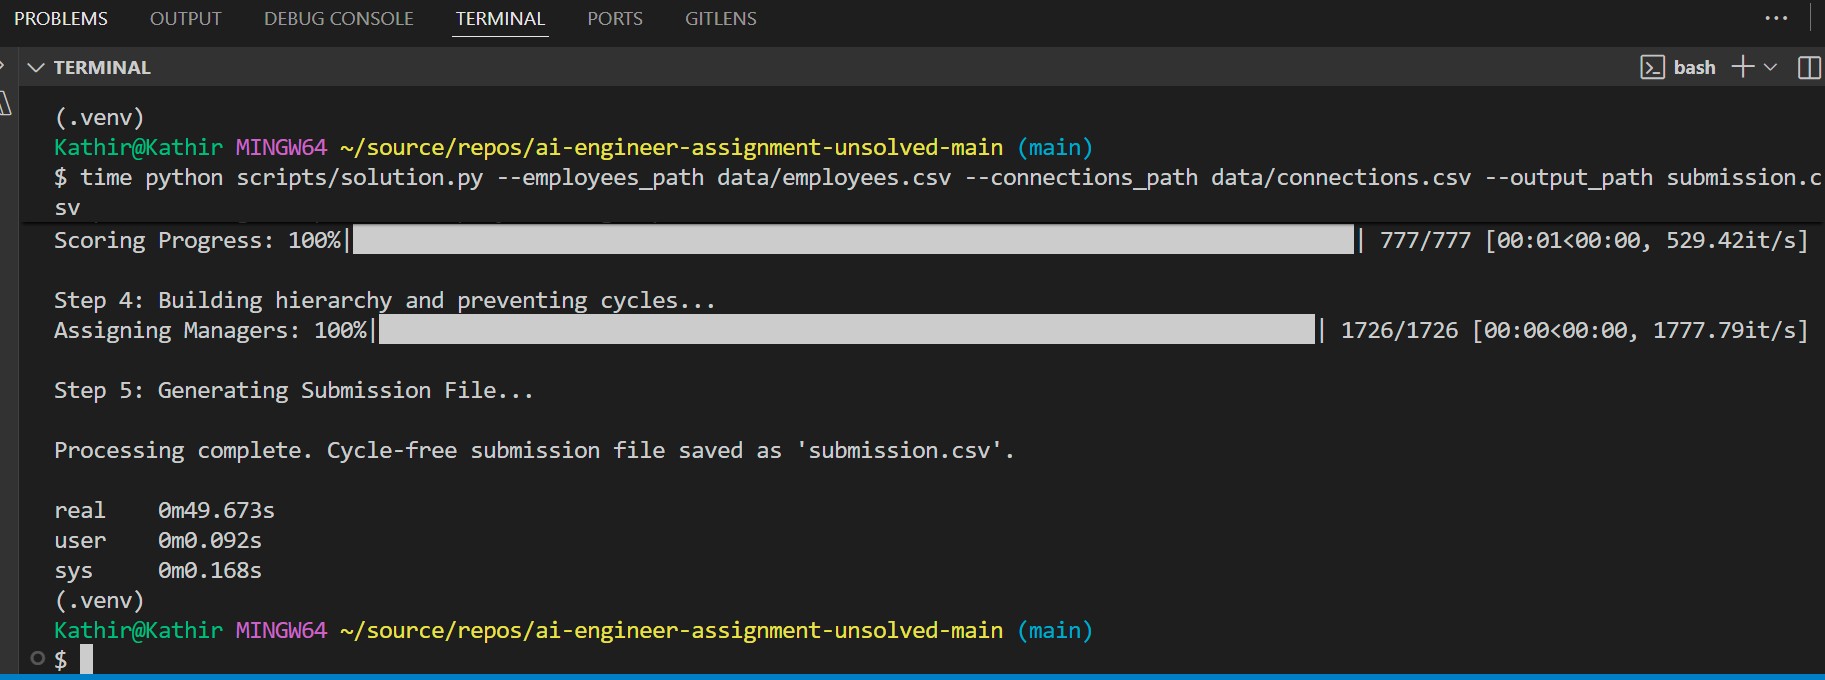 PROBLEMS OUTPUT DEBUG CONSOLE TERMINAL PORTS GITLENS ...
TERMINAL bash
(.venv)
Kathir@Kathir MINGW64 ~/source/repos/ai-engineer-assignment-unsolved-main (main)
$ time python scripts/solution.py --employees_path data/employees.csv --connections_path data/connections.csv --output_path submission.c
sv
Scoring Progress: 100%| | 777/777 [00:01<00:00, 529.42it/s]
Step 4: Building hierarchy and preventing cycles...
Assigning Managers: 100%| | 1726/1726 [00:00<00:00, 1777.79it/s]
Step 5: Generating Submission File...
Processing complete. Cycle-free submission file saved as 'submission.csv'.
real 0m49.673s
user 0m0.092s
sys 0m0.168s
(.venv)
Kathir@Kathir MINGW64 ~/source/repos/ai-engineer-assignment-unsolved-main (main)
$